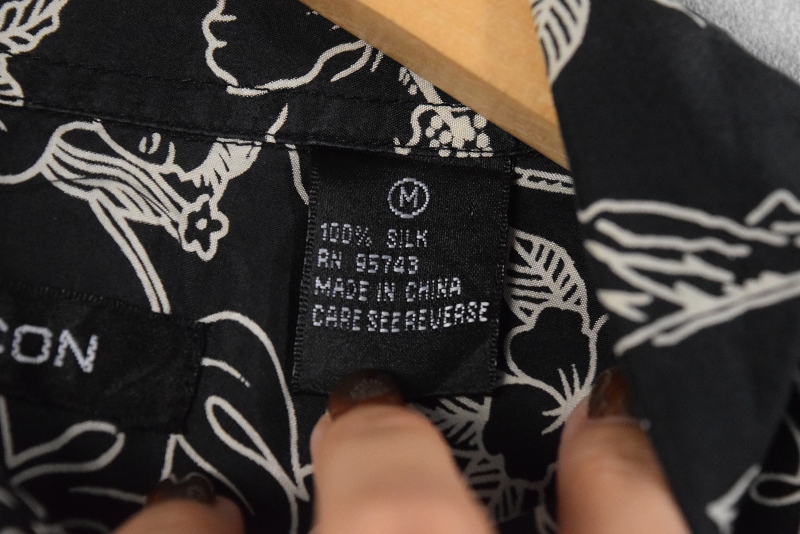 M
100% SILK
RN 95743
MADE IN CHINA
CARE SEE REVERSE
CON